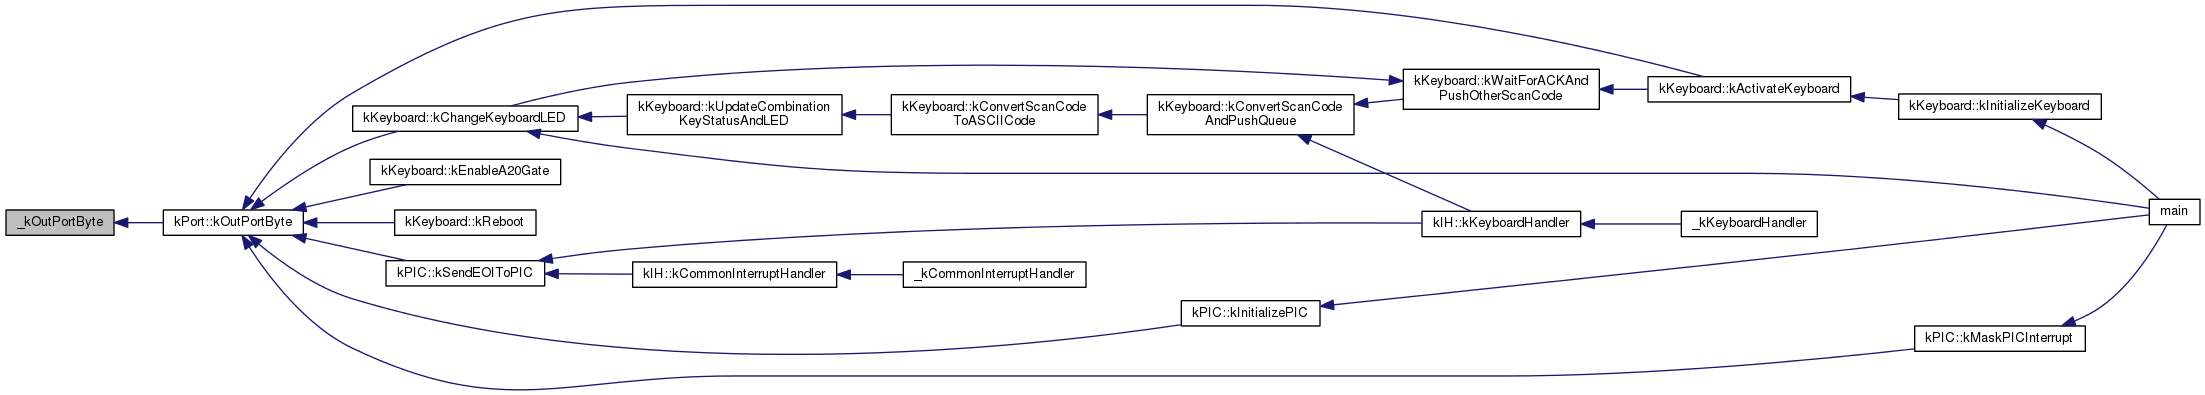 _kOutPortByte
kPort::kOutPortByte
kKeyboard::kChangeKeyboardLED
kKeyboard::kEnableA20Gate
kKeyboard::kReboot
kPIC::kSendEOIToPIC
kKeyboard::kUpdateCombination
KeyStatusAndLED
kIH::kCommonInterruptHandler
kKeyboard::kConvertScanCode
ToASCIICode
_kCommonInterruptHandler
kKeyboard::kConvertScanCode
AndPushQueue
kPIC::kInitializePIC
kKeyboard::kWaitForACKAnd
PushOtherScanCode
kIH::kKeyboardHandler
kKeyboard::kActivateKeyboard
_kKeyboardHandler
kKeyboard::kInitializeKeyboard
kPIC::kMaskPICInterrupt
main